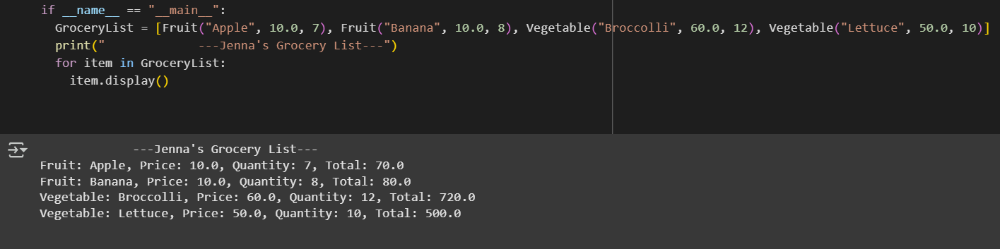 if __name__ == "__main__":
  GroceryList = [Fruit("Apple", 10.0, 7), Fruit("Banana", 10.0, 8), Vegetable("Broccolli", 60.0, 12), Vegetable("Lettuce", 50.0, 10)]
  print("             ---Jenna's Grocery List---")
  for item in GroceryList:
    item.display()
             ---Jenna's Grocery List---
Fruit: Apple, Price: 10.0, Quantity: 7, Total: 70.0
Fruit: Banana, Price: 10.0, Quantity: 8, Total: 80.0
Vegetable: Broccolli, Price: 60.0, Quantity: 12, Total: 720.0
Vegetable: Lettuce, Price: 50.0, Quantity: 10, Total: 500.0